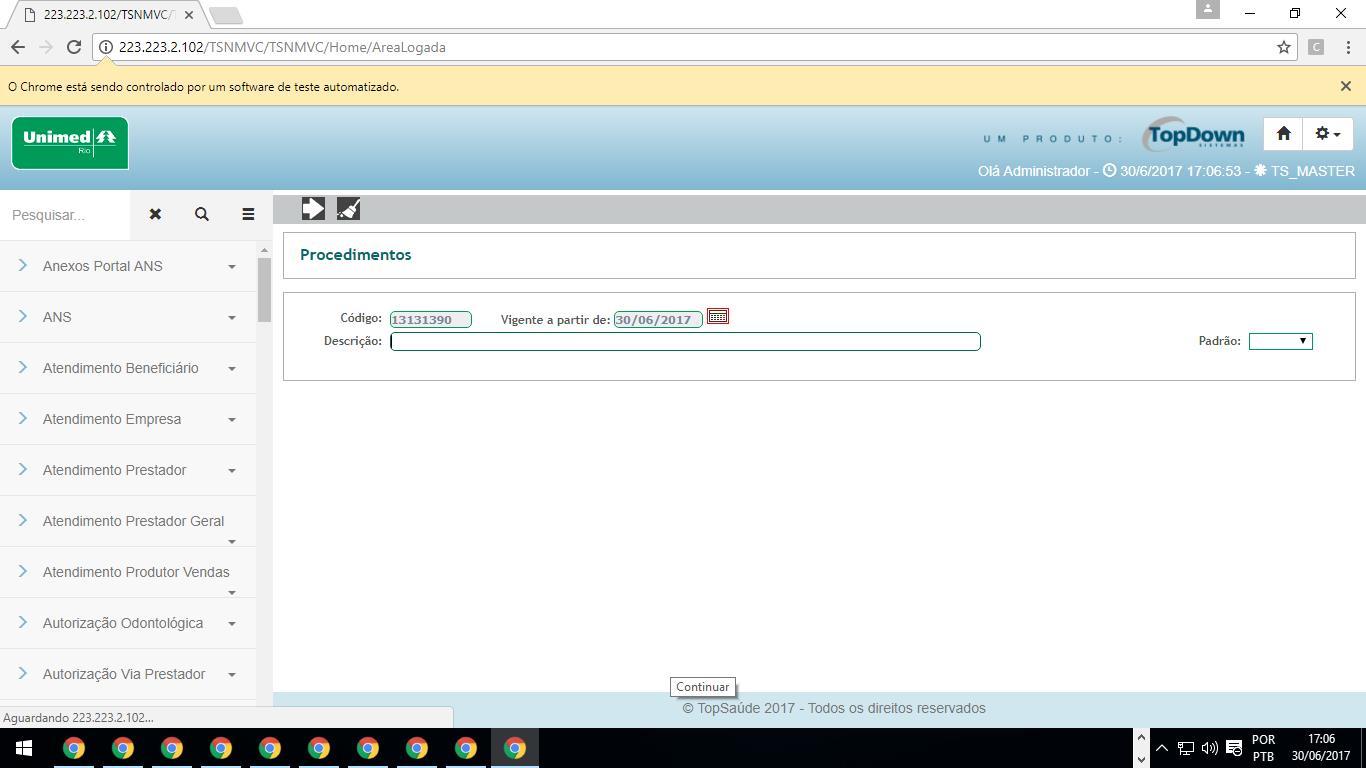 223.223.2.102/TSNMVC/T
223.223.2.102/TSNMVC/TSNMVC/Home/AreaLogada
C
O Chrome está sendo controlado por um software de teste automatizado.
Unimed
Rio
UM PRODUTO:
TopDown
SISTEMAS
Olá Administrador - 30/6/2017 17:06:53 - TS_MASTER
Pesquisar...
Anexos Portal ANS
ANS
Atendimento Beneficiário
Atendimento Empresa
Atendimento Prestador
Atendimento Prestador Geral
Atendimento Produtor Vendas
Autorização Odontológica
Autorização Via Prestador
Procedimentos
Código: 13131390 Vigente a partir de: 30/06/2017
Descrição: Padrão:
Continuar
© TopSaúde 2017 - Todos os direitos reservados
Aguardando 223.223.2.102...
POR
PTB
17:06
30/06/2017